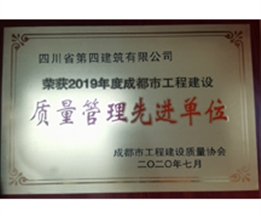 四川省第四建筑有限公司
荣获2019年度成都市工程建设
质量管理先进单位
成都市工程建设质量协会
二〇二〇年七月